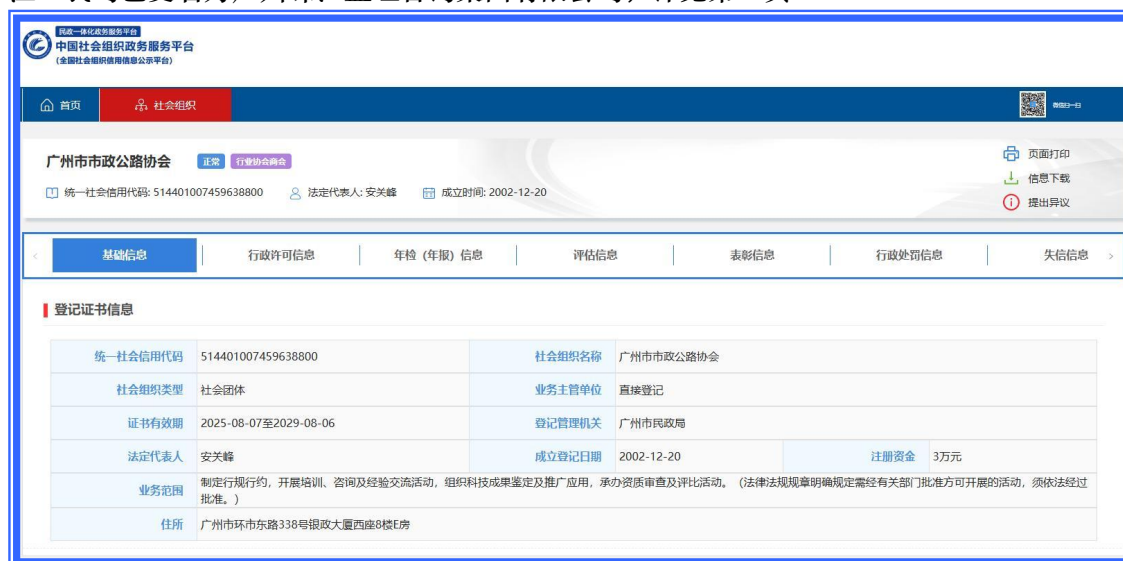 民政一体化政务服务平台
中国社会组织政务服务平台
(全国社会组织信用信息公示平台)
首页 社会组织 微信扫一扫
广州市市政公路协会 正常 行业协会商会
统一社会信用代码: 514401007459638800 法定代表人: 安关峰 成立时间: 2002-12-20
页面打印
信息下载
提出异议
基础信息 行政许可信息 年检 (年报) 信息 评估信息 表彰信息 行政处罚信息 失信信息
登记证书信息
统一社会信用代码 514401007459638800 社会组织名称 广州市市政公路协会
社会组织类型 社会团体 业务主管单位 直接登记
证书有效期 2025-08-07至2029-08-06 登记管理机关 广州市民政局
法定代表人 安关峰 成立登记日期 2002-12-20 注册资金 3万元
业务范围 制定行规行约，开展培训、咨询及经验交流活动，组织科技成果鉴定及推广应用，承办资质审查及评比活动。（法律法规规章明确规定需经有关部门批准方可开展的活动，须依法经过
批准。）
住所 广州市环市东路338号银政大厦西座8楼E房